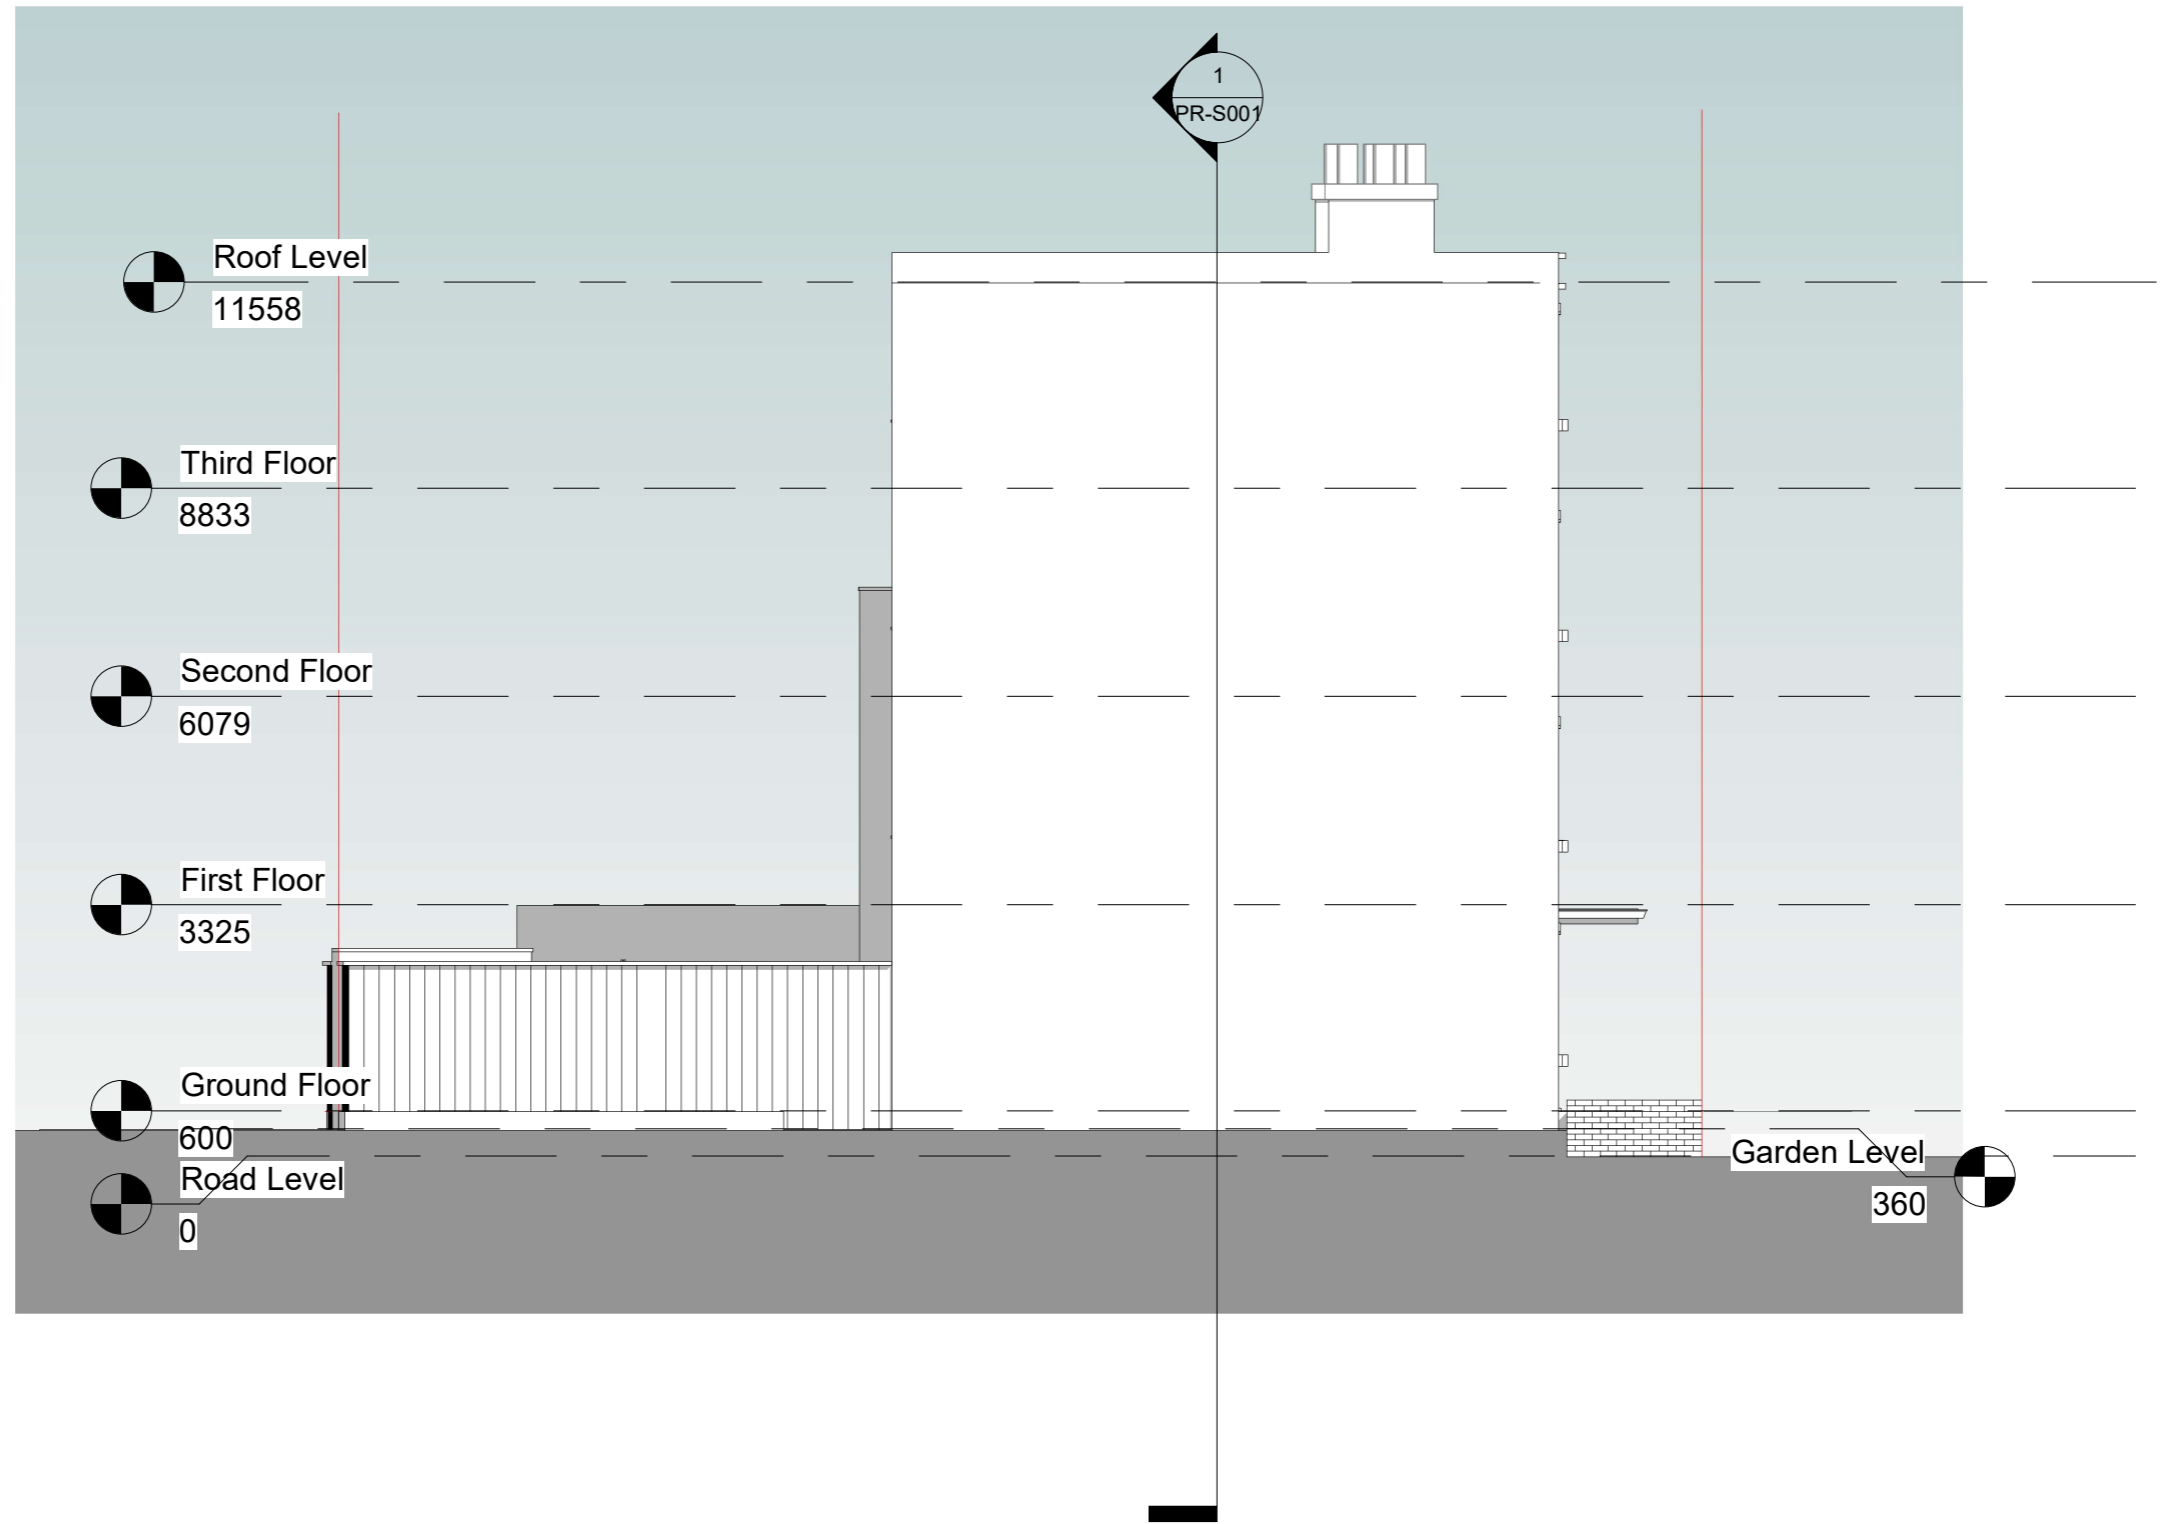 1
PR-S001
Roof Level
11558
Third Floor
8833
Second Floor
6079
First Floor
3325
Ground Floor
600
Road Level
0
Garden Level
360